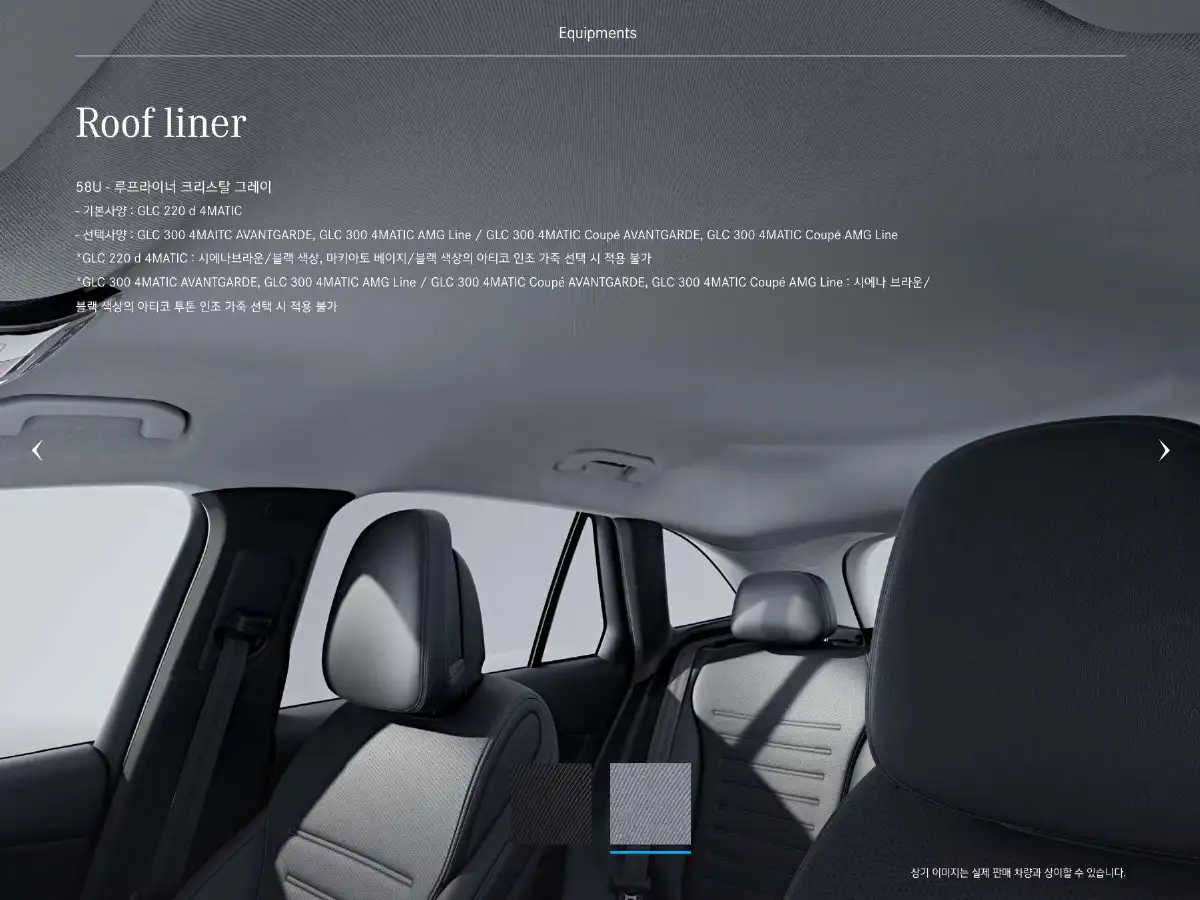 Equipments
Roof liner
58U - 루프라이너 크리스탈 그레이
- 기본사양 : GLC 220 d 4MATIC
- 선택사양 : GLC 300 4MAITC AVANTGARDE, GLC 300 4MATIC AMG Line / GLC 300 4MATIC Coupé AVANTGARDE, GLC 300 4MATIC Coupé AMG Line
*GLC 220 d 4MATIC : 시에나브라운/블랙 색상, 마키아토 베이지/블랙 색상의 아티코 인조 가죽 선택 시 적용 불가
*GLC 300 4MATIC AVANTGARDE, GLC 300 4MATIC AMG Line / GLC 300 4MATIC Coupé AVANTGARDE, GLC 300 4MATIC Coupé AMG Line : 시에나 브라운/
블랙 색상의 아티코 투톤 인조 가죽 선택 시 적용 불가
상기 이미지는 실제 판매 차량과 상이할 수 있습니다.